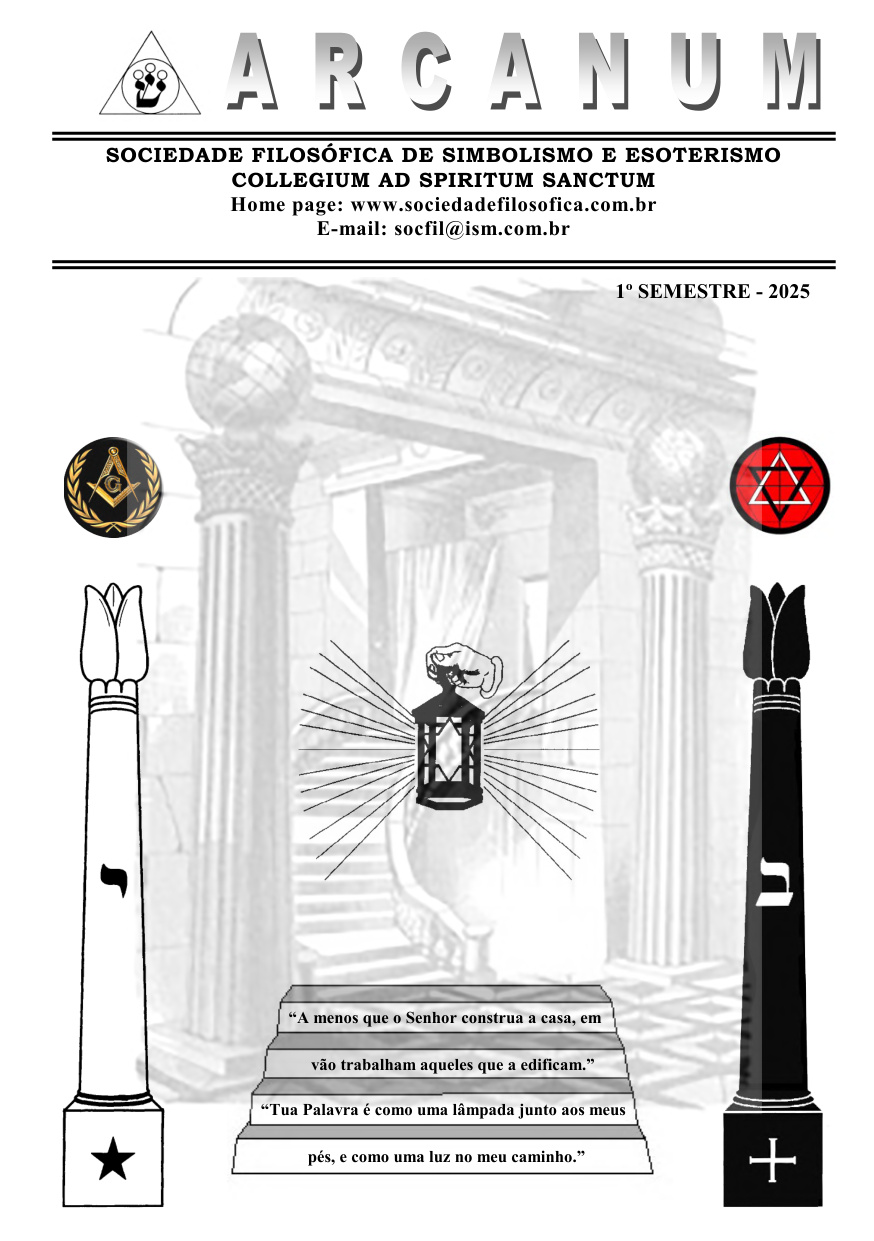 ש
ARCANUM
SOCIEDADE FILOSÓFICA DE SIMBOLISMO E ESOTERISMO
COLLEGIUM AD SPIRITUM SANCTUM
Home page: www.sociedadefilosofica.com.br
E-mail: socfil@ism.com.br
1º SEMESTRE - 2025
G
י
ב
“A menos que o Senhor construa a casa, em
vão trabalham aqueles que a edificam.”
“Tua Palavra é como uma lâmpada junto aos meus
pés, e como uma luz no meu caminho.”